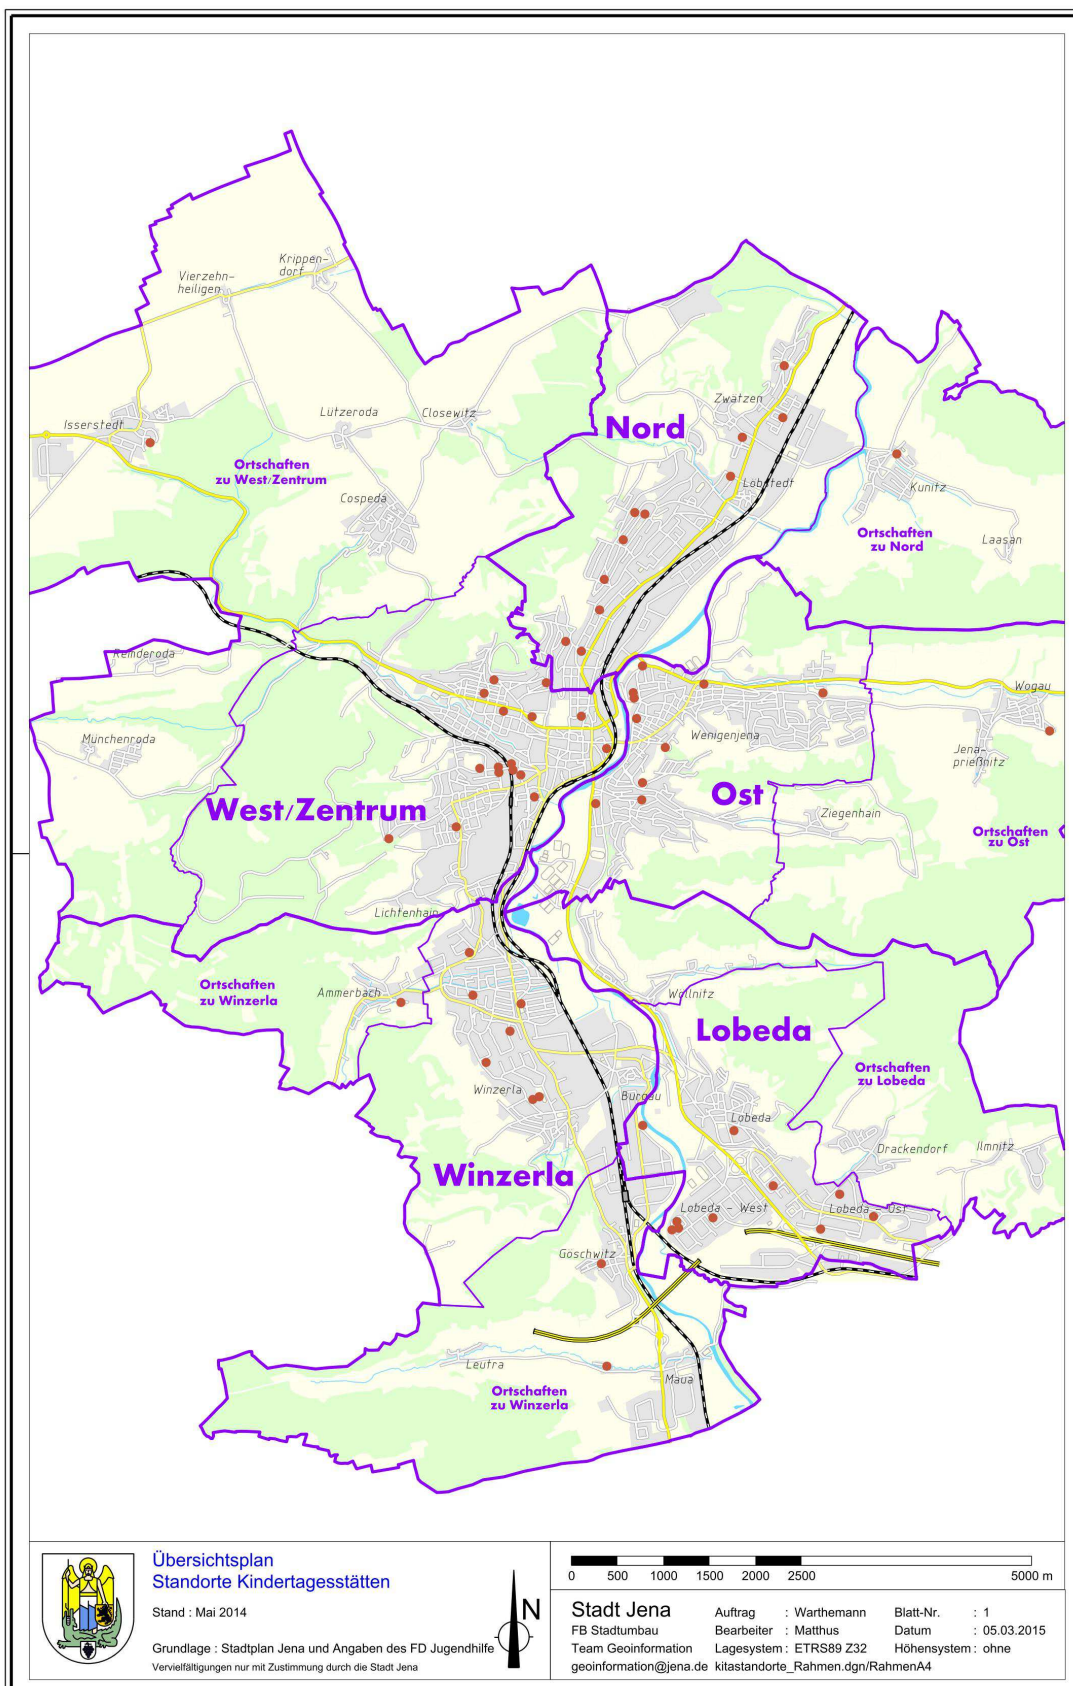 Krippen-
dorf
Vierzehn-
heiligen
Isserstedt
Lützeroda
Closewitz
Zwätzen
Nord
Ortschaften
zu West/Zentrum
Cospeda
Löbstedt
Kunitz
Laasan
Ortschaften
zu Nord
Remderoda
Münchenroda
Wogau
Wenigenjena
Jena-
prießnitz
West/Zentrum
Ost
Ziegenhain
Ortschaften
zu Ost
Lichtenhain
Ortschaften
zu Winzerla
Ammerbach
Wöllnitz
Lobeda
Ortschaften
zu Lobeda
Winzerla
Burgau
Lobeda
Drackendorf
Ilmnitz
Winzerla
Lobeda - West
Lobeda - Ost
Göschwitz
Leutra
Maua
Ortschaften
zu Winzerla
Übersichtsplan
Standorte Kindertagesstätten
Stand : Mai 2014
Grundlage : Stadtplan Jena und Angaben des FD Jugendhilfe
Vervielfältigungen nur mit Zustimmung durch die Stadt Jena
N
0 500 1000 1500 2000 2500 5000 m
Stadt Jena Auftrag : Warthemann Blatt-Nr. : 1
FB Stadtumbau Bearbeiter : Matthus Datum : 05.03.2015
Team Geoinformation Lagesystem : ETRS89 Z32 Höhensystem : ohne
geoinformation@jena.de kitastandorte_Rahmen.dgn/RahmenA4